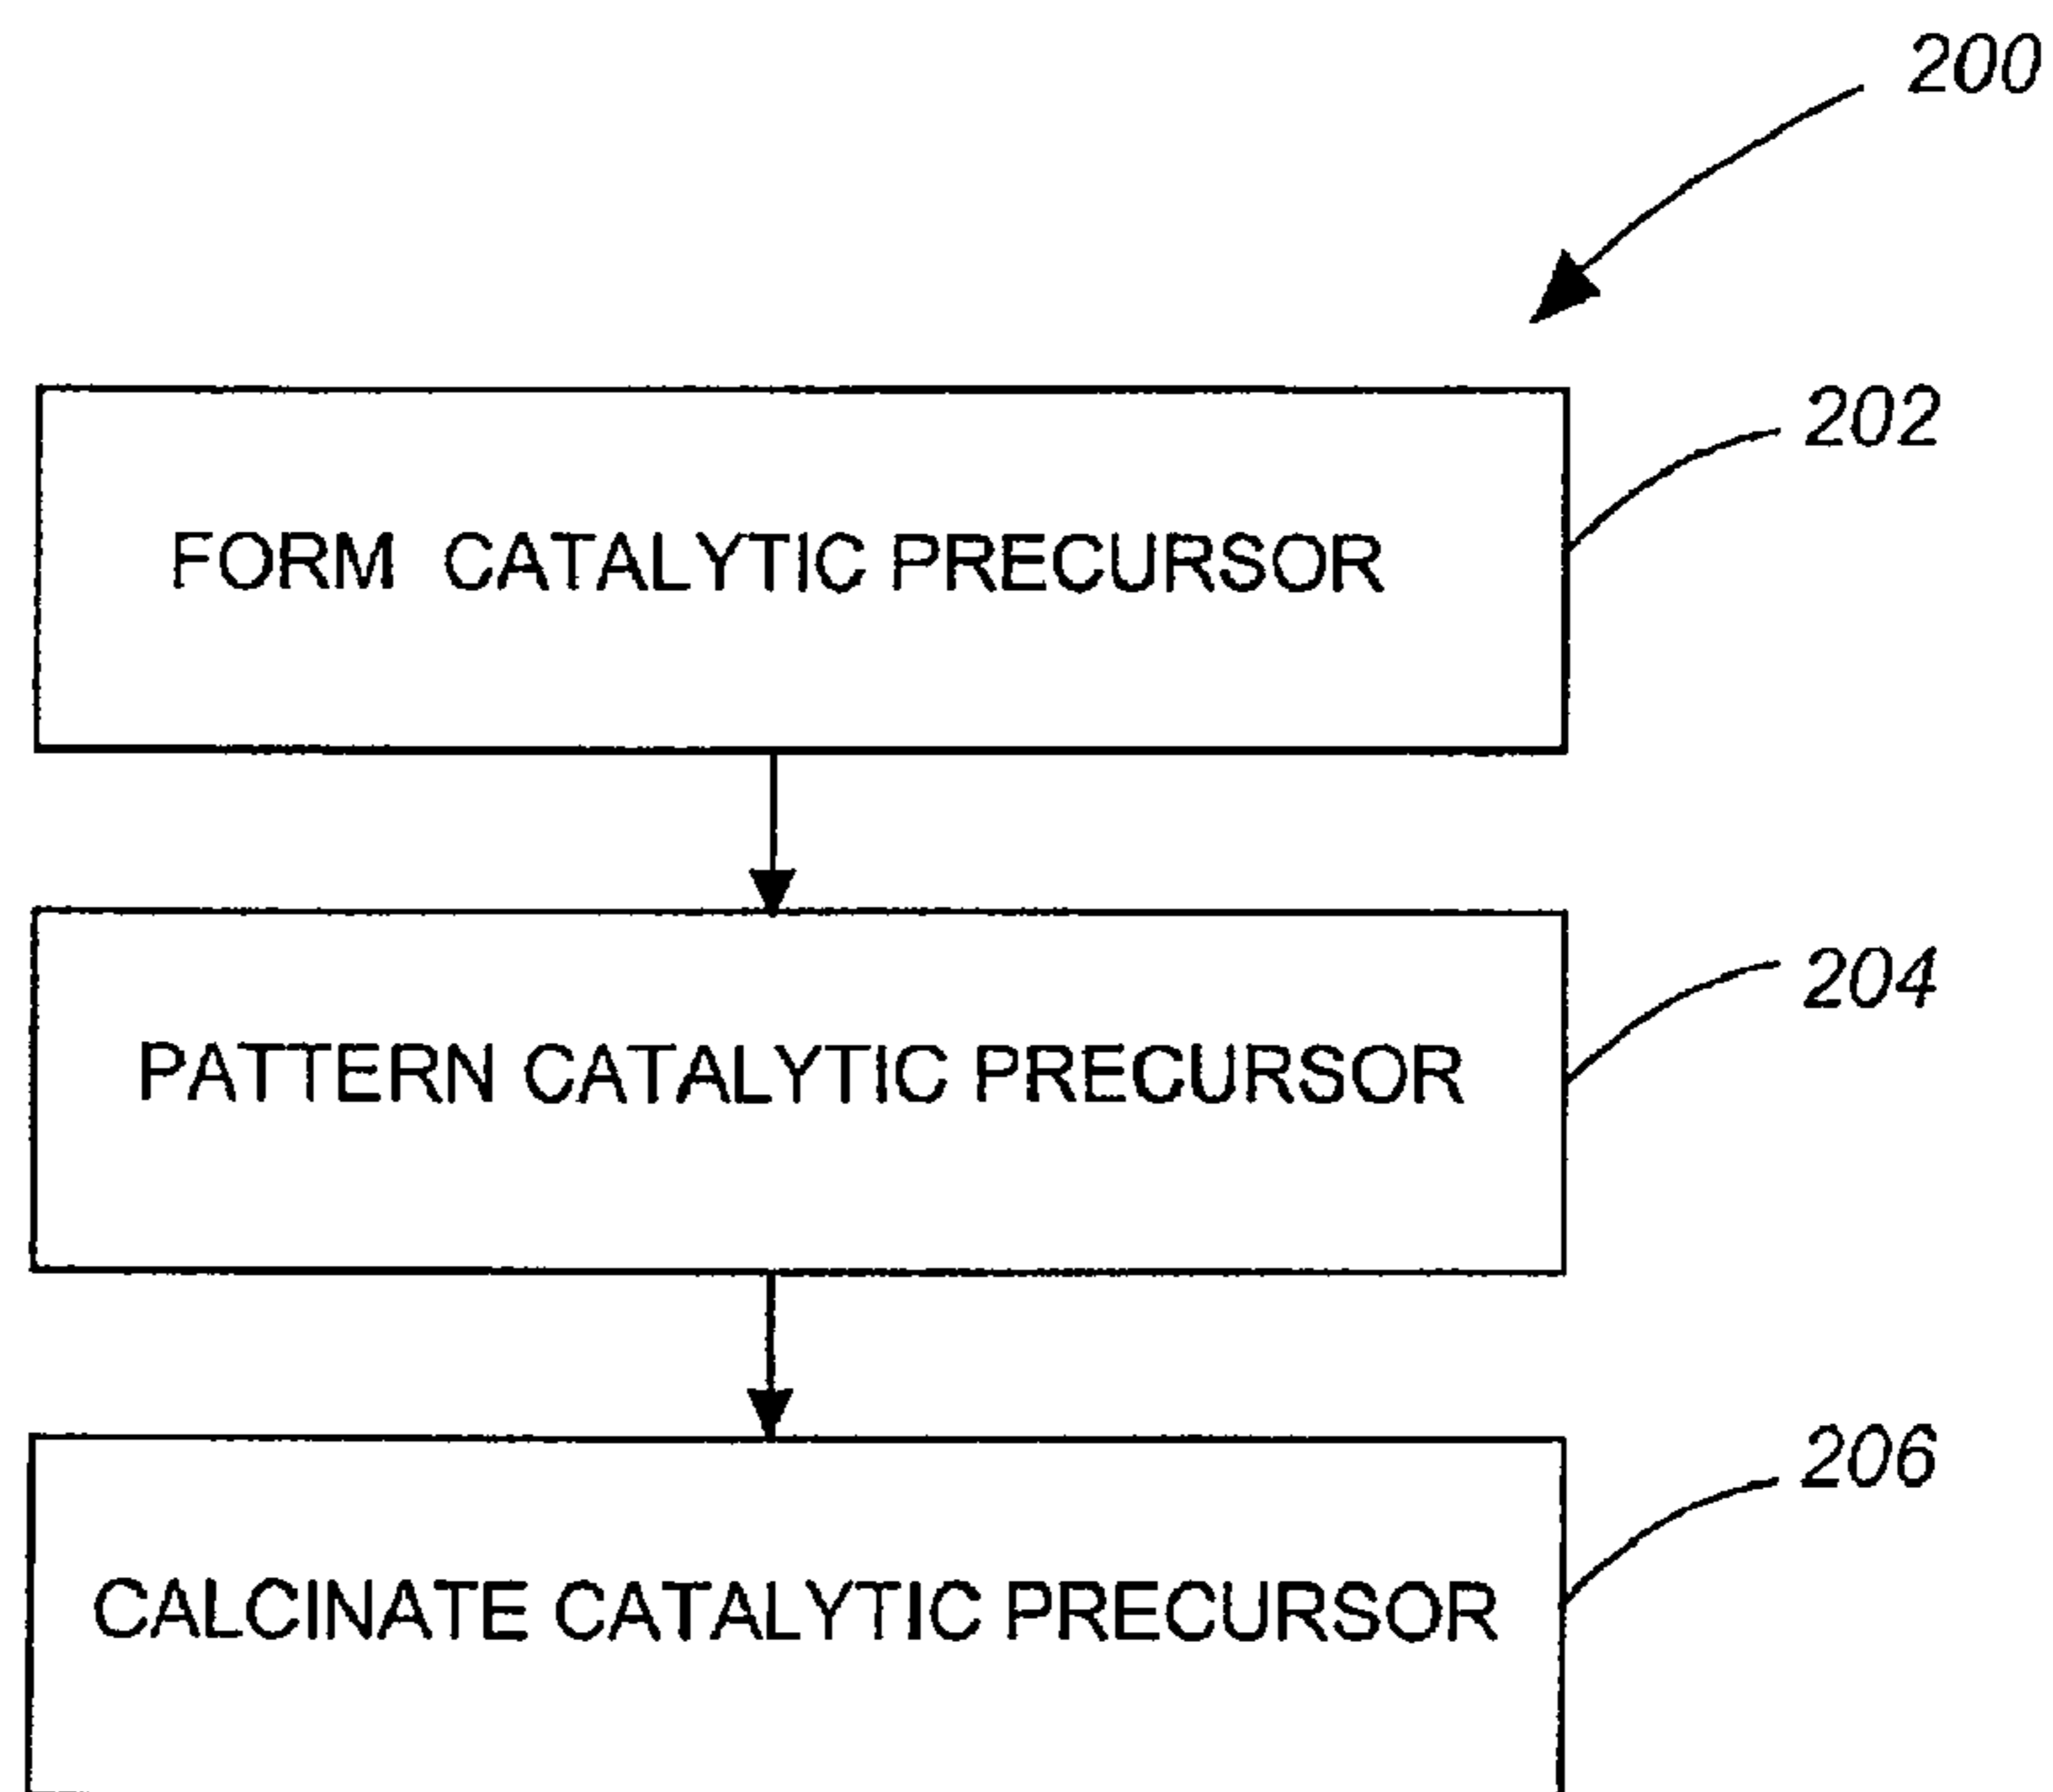 200
202
FORM CATALYTIC PRECURSOR
204
PATTERN CATALYTIC PRECURSOR
206
CALCINATE CATALYTIC PRECURSOR